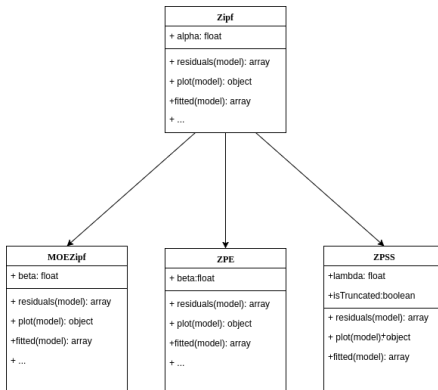 Zipf
+ alpha: float
+ residuals(model): array
+ plot(model): object
+fitted(model): array
+ ...
MOEZipf
+ beta: float
+ residuals(model): array
+ plot(model): object
+fitted(model): array
+ ...
ZPE
+ beta:float
+ residuals(model): array
+ plot(model): object
+fitted(model): array
+ ...
ZPSS
+lambda: float
+isTruncated:boolean
+ residuals(model): array
+ plot(model)+object
+fitted(model): array